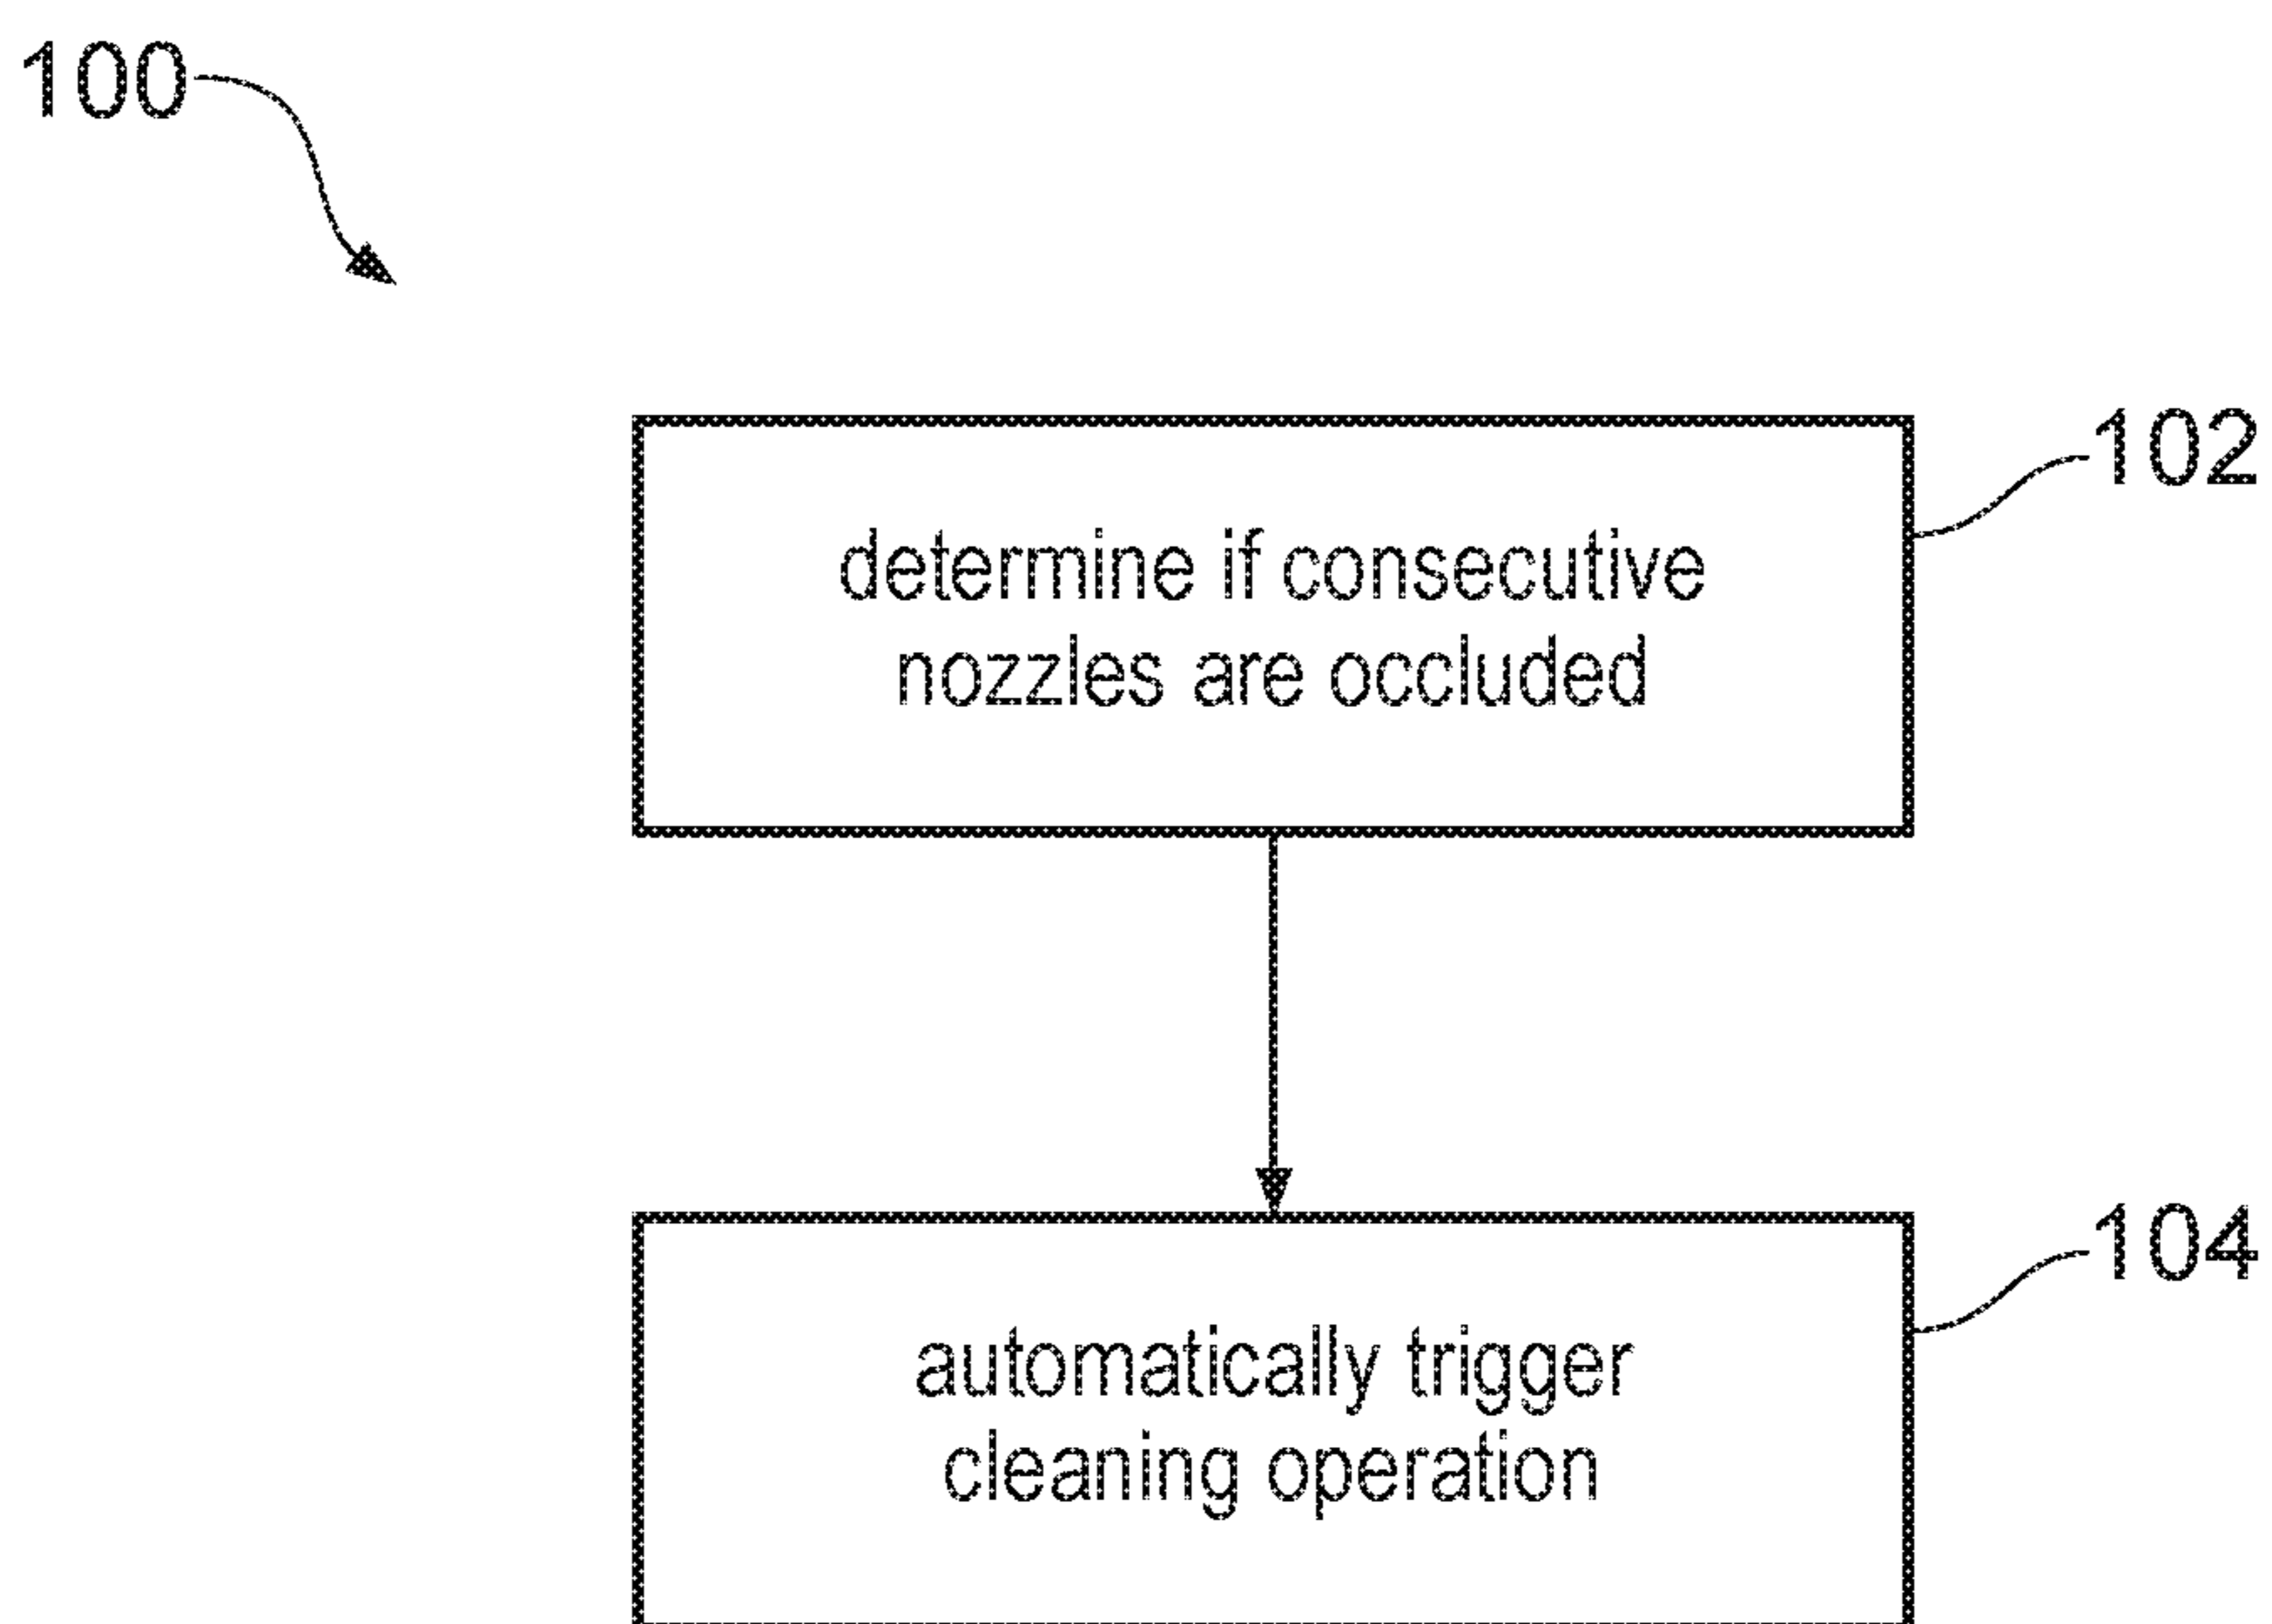 100
102
determine if consecutive
nozzles are occluded
104
automatically trigger
cleaning operation